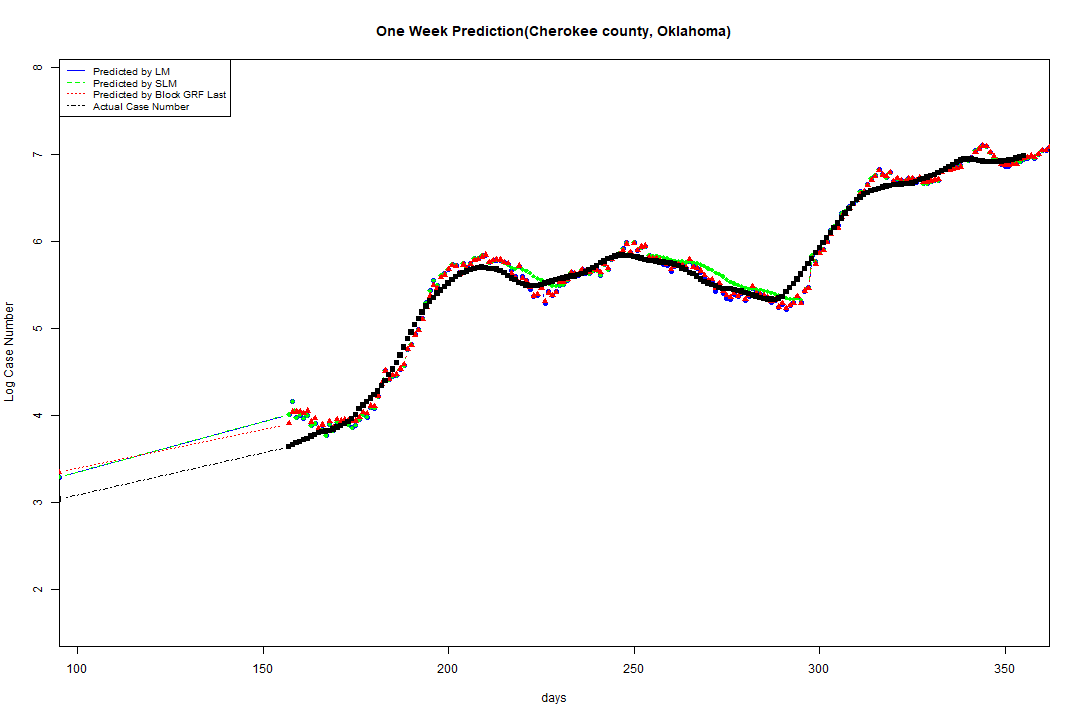 One Week Prediction(Cherokee county, Oklahoma)
Predicted by LM
Predicted by SLM
Predicted by Block GRF Last
Actual Case Number
8
7
6
5
4
3
2
Log Case Number
100 150 200 250 300 350
days